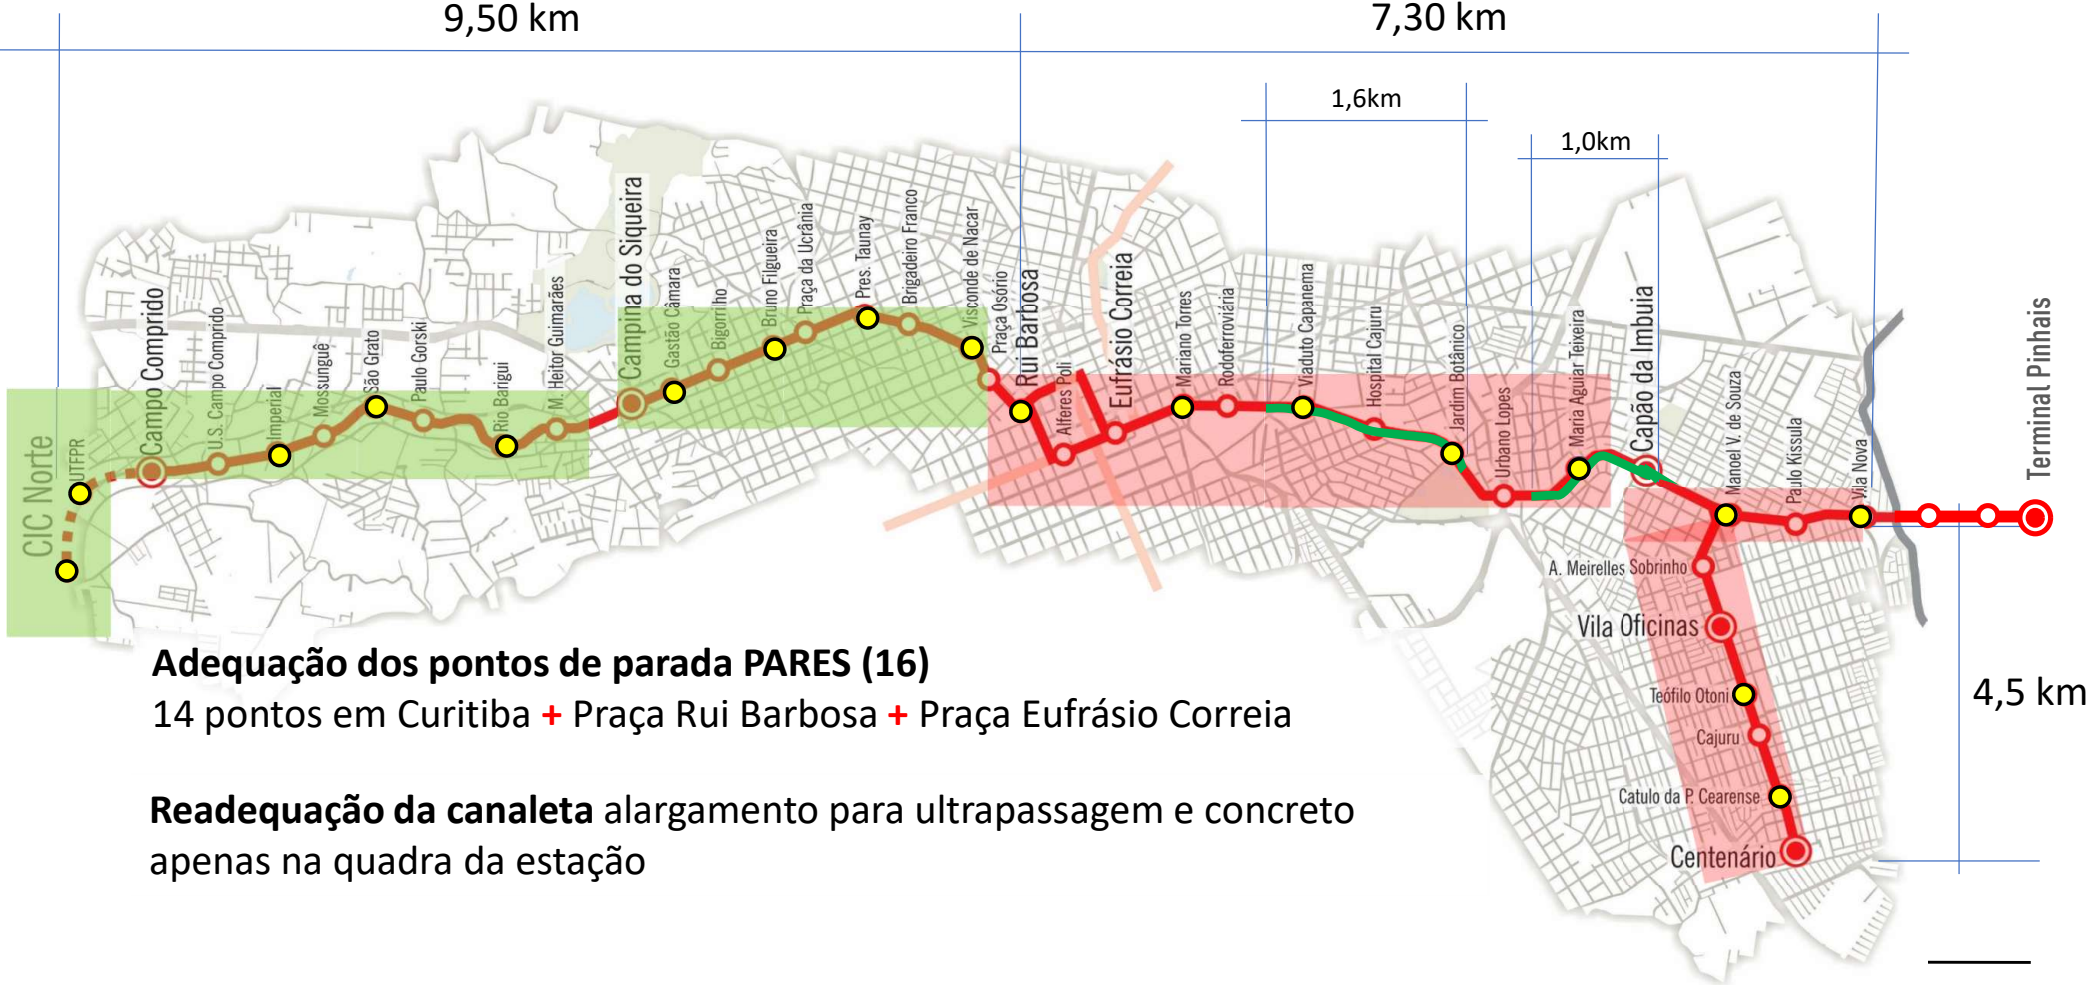 9,50 km
7,30 km
1,6km
1,0km
CIC Norte
UTFPR
Campo Comprido
U.S. Campo Comprido
Imperial
Mossunguê
São Grato
Paulo Gorski
Rio Barigui
M. Heitor Guimarães
Campina do Siqueira
Gastão Câmara
Bigorrilho
Bruno Filgueira
Praça da Ucrânia
Pres. Taunay
Brigadeiro Franco
Visconde de Nacar
Praça Osório
Rui Barbosa
Alferes Poli
Eufrásio Correia
Mariano Torres
Rodoferroviária
Viaduto Capanema
Hospital Cajuru
Jardim Botânico
Urbano Lopes
Maria Aguiar Teixeira
Capão da Imbuia
Manoel V. de Souza
Paulo Kissula
Vila Nova
Terminal Pinhais
A. Meirelles Sobrinho
Vila Oficinas
Teófilo Otoni
Cajuru
Catulo da P. Cearense
Centenário
4,5 km
Adequação dos pontos de parada PARES (16)
14 pontos em Curitiba + Praça Rui Barbosa + Praça Eufrásio Correia
Readequação da canaleta alargamento para ultrapassagem e concreto
apenas na quadra da estação